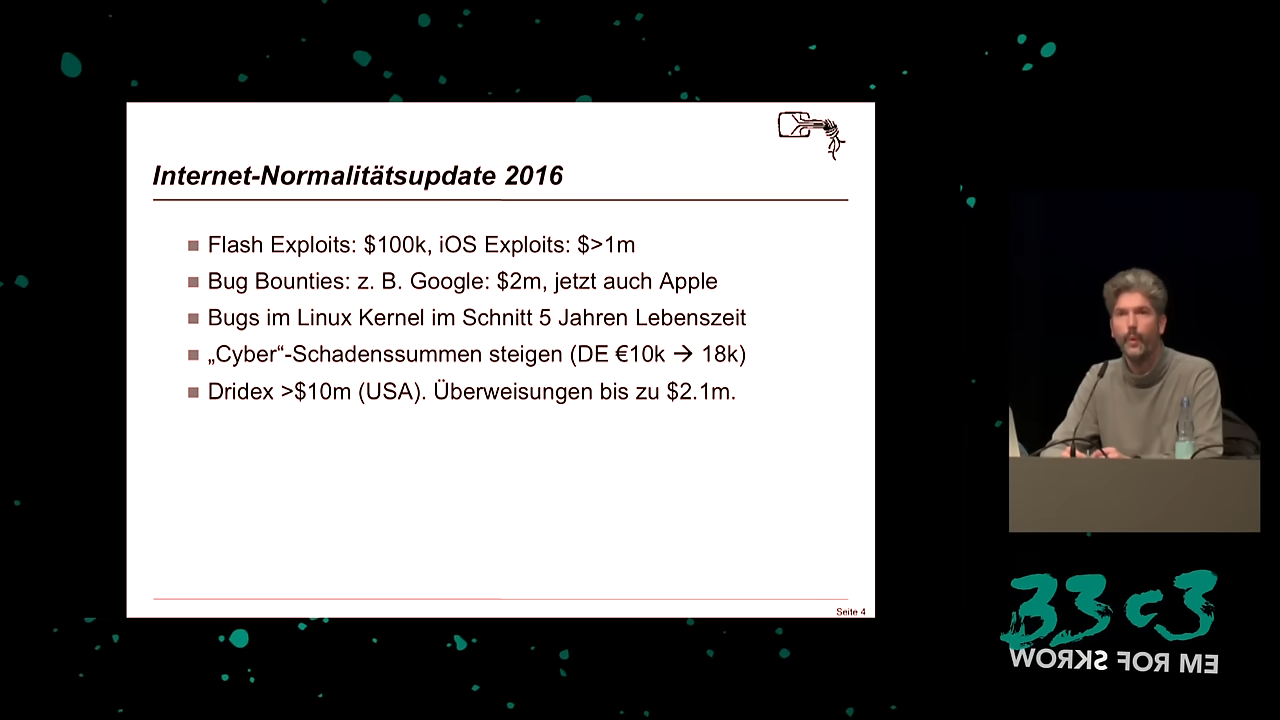 Internet-Normalitätsupdate 2016
Flash Exploits: $100k, iOS Exploits: $>1m
Bug Bounties: z. B. Google: $2m, jetzt auch Apple
Bugs im Linux Kernel im Schnitt 5 Jahren Lebenszeit
„Cyber“-Schadenssummen steigen (DE €10k → 18k)
Dridex >$10m (USA). Überweisungen bis zu $2.1m.
Seite 4
33c3
WORKS FOR ME